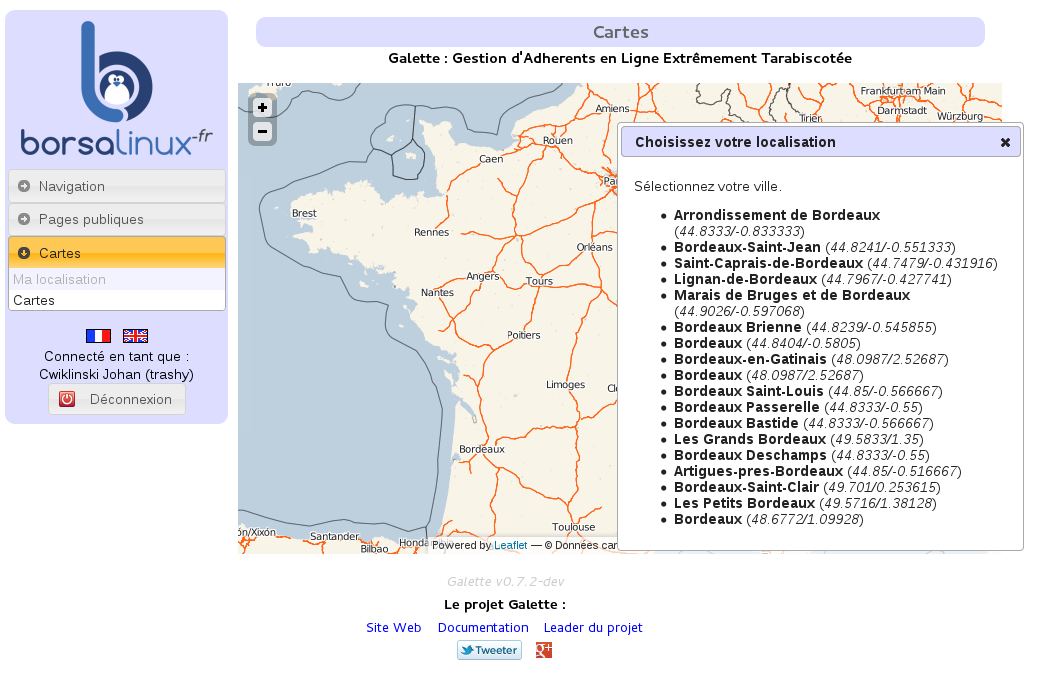 borsalinux-fr
Navigation
Pages publiques
Cartes
Ma localisation
Cartes
Connecté en tant que :
Cwiklinski Johan (trashy)
Déconnexion
Cartes
Galette : Gestion d'Adherents en Ligne Extrêmement Tarabiscotée
+
−
Amiens
Frankfurt am Main
Darmstadt
Trier
Würzburg
Rouen
Caen
Brest
Rennes
Orléans
Angers
Tours
Nantes
Poitiers
Limoges
Bordeaux
Toulouse
Santander
Bilbao
Powered by Leaflet — © Données car
Choisissez votre localisation
Sélectionnez votre ville.
Arrondissement de Bordeaux
(44.8333/-0.833333)
Bordeaux-Saint-Jean (44.8241/-0.551333)
Saint-Caprais-de-Bordeaux (44.7479/-0.431916)
Lignan-de-Bordeaux (44.7967/-0.427741)
Marais de Bruges et de Bordeaux
(44.9026/-0.597068)
Bordeaux Brienne (44.8239/-0.545855)
Bordeaux (44.8404/-0.5805)
Bordeaux-en-Gatinais (48.0987/2.52687)
Bordeaux (48.0987/2.52687)
Bordeaux Saint-Louis (44.85/-0.566667)
Bordeaux Passerelle (44.8333/-0.55)
Bordeaux Bastide (44.8333/-0.566667)
Les Grands Bordeaux (49.5833/1.35)
Bordeaux Deschamps (44.8333/-0.55)
Artigues-pres-Bordeaux (44.85/-0.516667)
Bordeaux-Saint-Clair (49.701/0.253615)
Les Petits Bordeaux (49.5716/1.38128)
Bordeaux (48.6772/1.09928)
Galette v0.7.2-dev
Le projet Galette :
Site Web Documentation Leader du projet
Tweeter g+